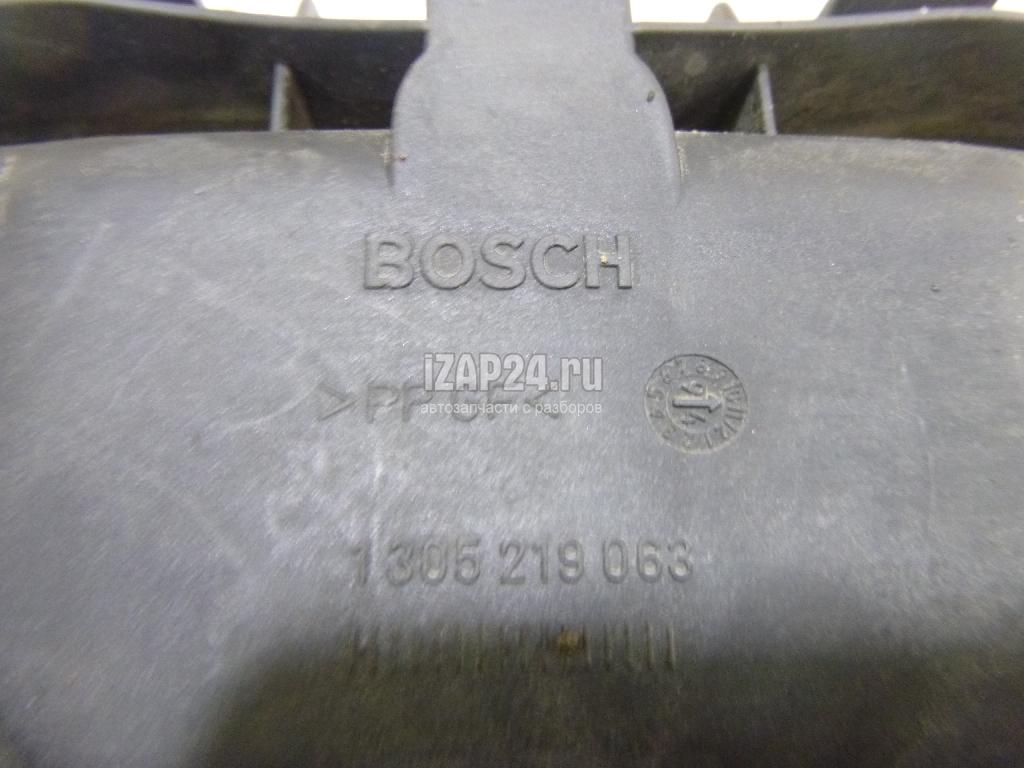 BOSCH
iZAP24.ru
автозапчасти с разборов
1 305 219 063